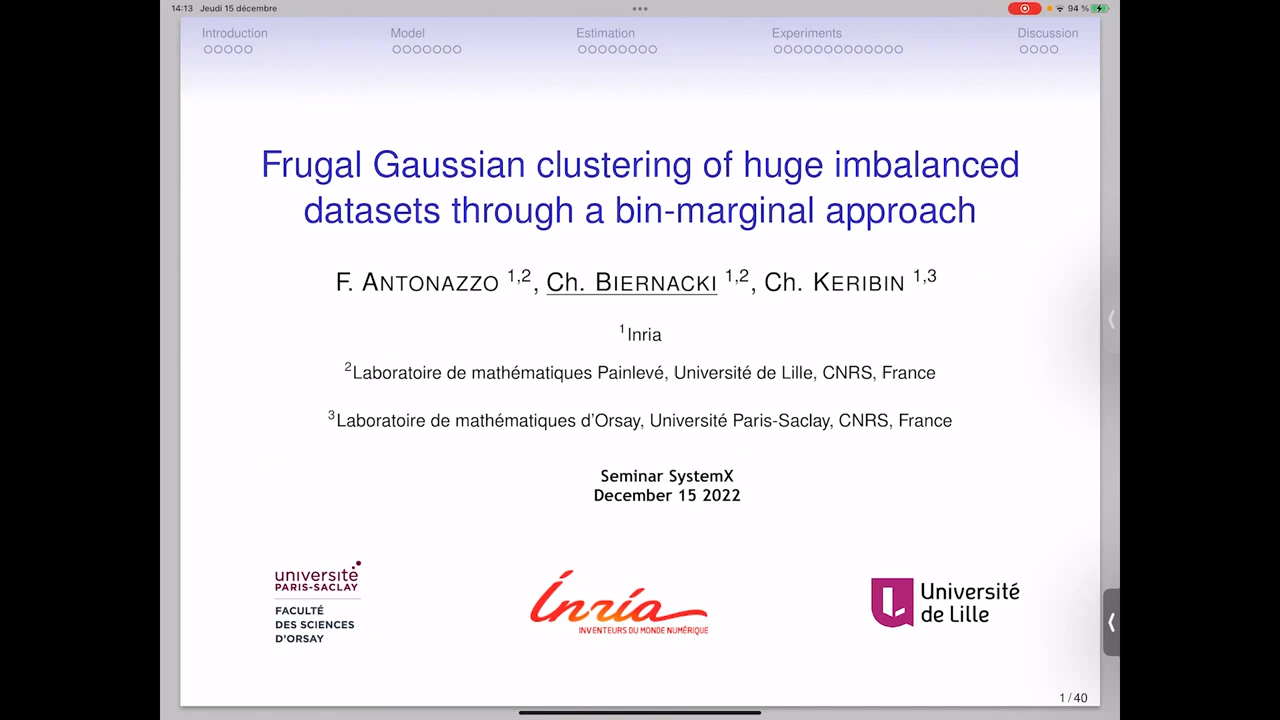 14:13 Jeudi 15 décembre
94 %
Introduction Model Estimation Experiments Discussion
Frugal Gaussian clustering of huge imbalanced
datasets through a bin-marginal approach
F. ANTONAZZO 1,2, Ch. BIERNACKI 1,2, Ch. KERIBIN 1,3
1Inria
2Laboratoire de mathématiques Painlevé, Université de Lille, CNRS, France
3Laboratoire de mathématiques d'Orsay, Université Paris-Saclay, CNRS, France
Seminar SystemX
December 15 2022
université
PARIS-SACLAY
FACULTÉ
DES SCIENCES
D'ORSAY
Inria
INVENTEURS DU MONDE NUMÉRIQUE
Université
de Lille
1 / 40